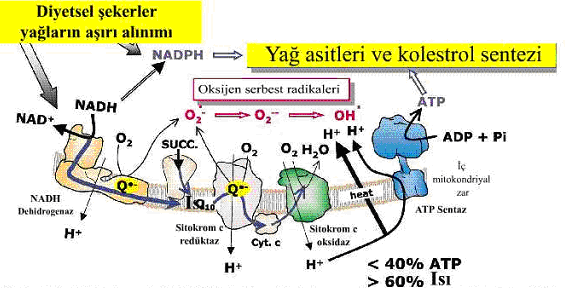 Diyetsel şekerler
yağların aşırı alınımı
NADPH
Yağ asitleri ve kolestrol sentezi
Oksijen serbest radikaleri
NADH
NAD+
O₂
O₂·-
O₂--
OH·
ATP
SUCC.
O₂
O₂ H₂O
H+ H+
ADP + Pi
İç
mitokondriyal
zar
Q•-
Q₁₀
Q•-
heat
NADH
Dehidrogenaz
Sitokrom c
redüktaz
Cyt. c
Sitokrom c
oksidaz
ATP Sentaz
H+
H+
H+
< 40% ATP
> 60% Isı